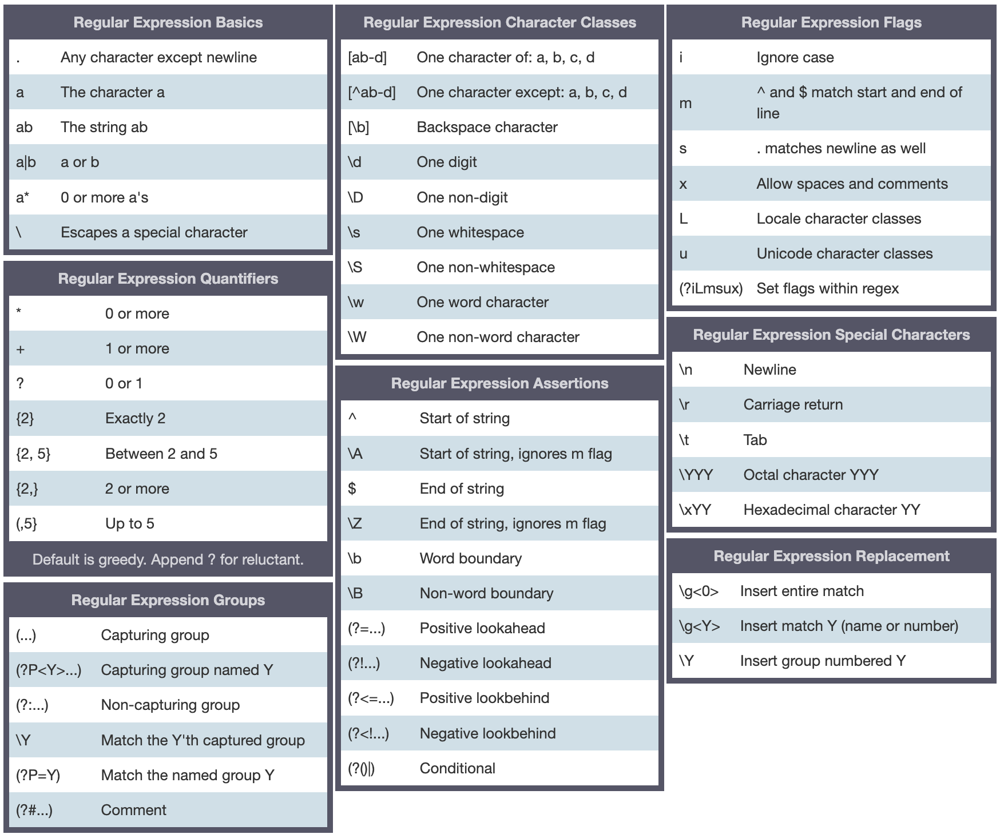 Regular Expression Basics
. Any character except newline
a The character a
ab The string ab
a|b a or b
a* 0 or more a's
\ Escapes a special character
Regular Expression Quantifiers
* 0 or more
+ 1 or more
? 0 or 1
{2} Exactly 2
{2, 5} Between 2 and 5
{2,} 2 or more
(,5} Up to 5
Default is greedy. Append ? for reluctant.
Regular Expression Groups
(...) Capturing group
(?P<Y>...) Capturing group named Y
(?:...) Non-capturing group
\Y Match the Y'th captured group
(?P=Y) Match the named group Y
(?#...) Comment
Regular Expression Character Classes
[ab-d] One character of: a, b, c, d
[^ab-d] One character except: a, b, c, d
[\b] Backspace character
\d One digit
\D One non-digit
\s One whitespace
\S One non-whitespace
\w One word character
\W One non-word character
Regular Expression Assertions
^ Start of string
\A Start of string, ignores m flag
$ End of string
\Z End of string, ignores m flag
\b Word boundary
\B Non-word boundary
(?=...) Positive lookahead
(?!...) Negative lookahead
(?<=...) Positive lookbehind
(?<!...) Negative lookbehind
(?()|) Conditional
Regular Expression Flags
i Ignore case
m ^ and $ match start and end of
line
s . matches newline as well
x Allow spaces and comments
L Locale character classes
u Unicode character classes
(?iLmsux) Set flags within regex
Regular Expression Special Characters
\n Newline
\r Carriage return
\t Tab
\YYY Octal character YYY
\xYY Hexadecimal character YY
Regular Expression Replacement
\g<0> Insert entire match
\g<Y> Insert match Y (name or number)
\Y Insert group numbered Y